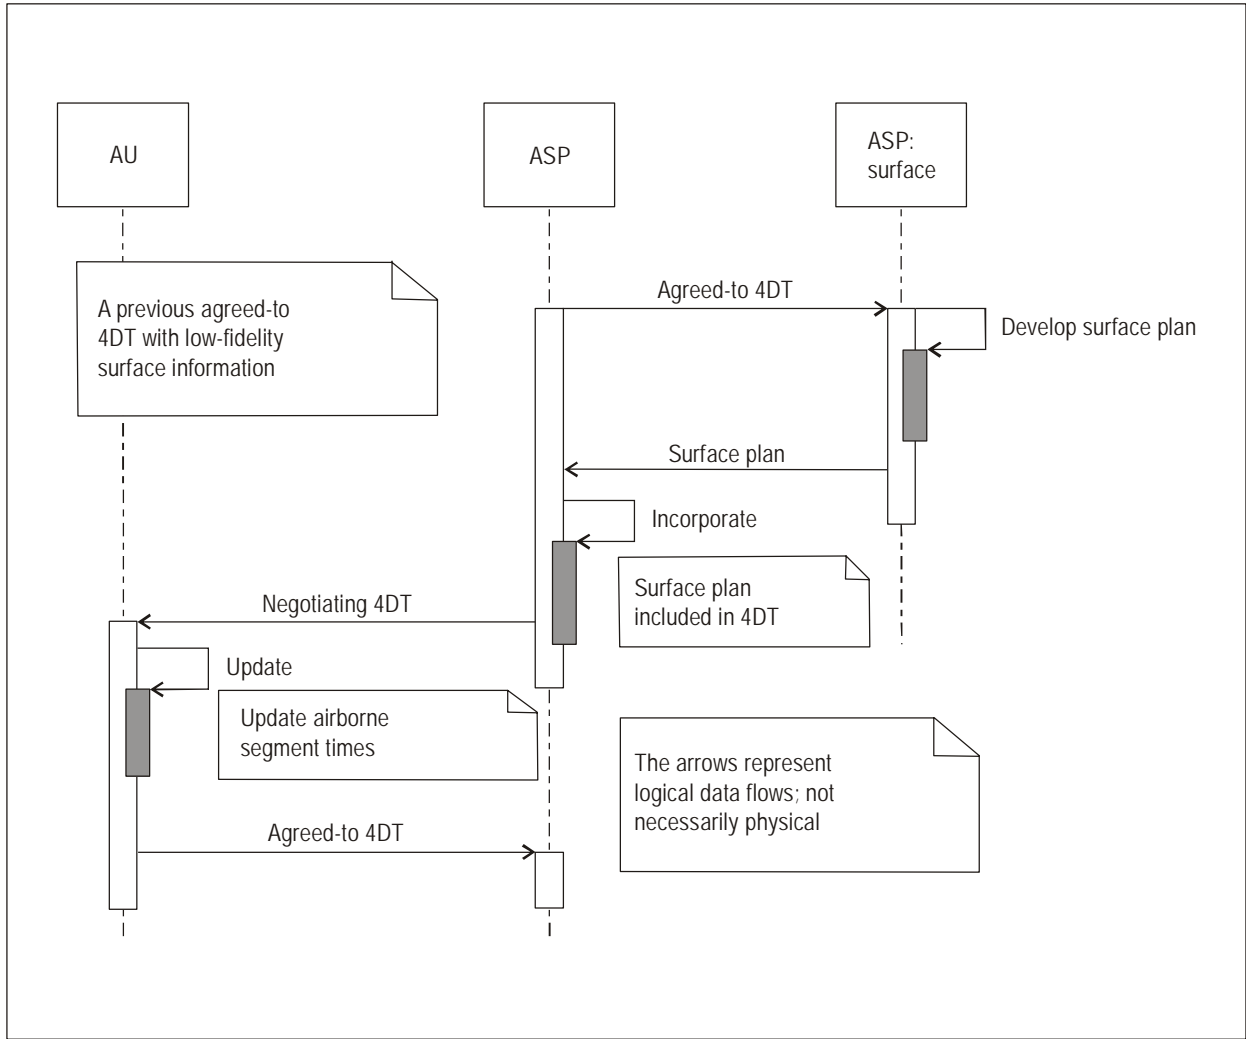 AU
ASP
ASP:
surface
A previous agreed-to
4DT with low-fidelity
surface information
Agreed-to 4DT
Develop surface plan
Surface plan
Incorporate
Surface plan
included in 4DT
Negotiating 4DT
Update
Update airborne
segment times
The arrows represent
logical data flows; not
necessarily physical
Agreed-to 4DT